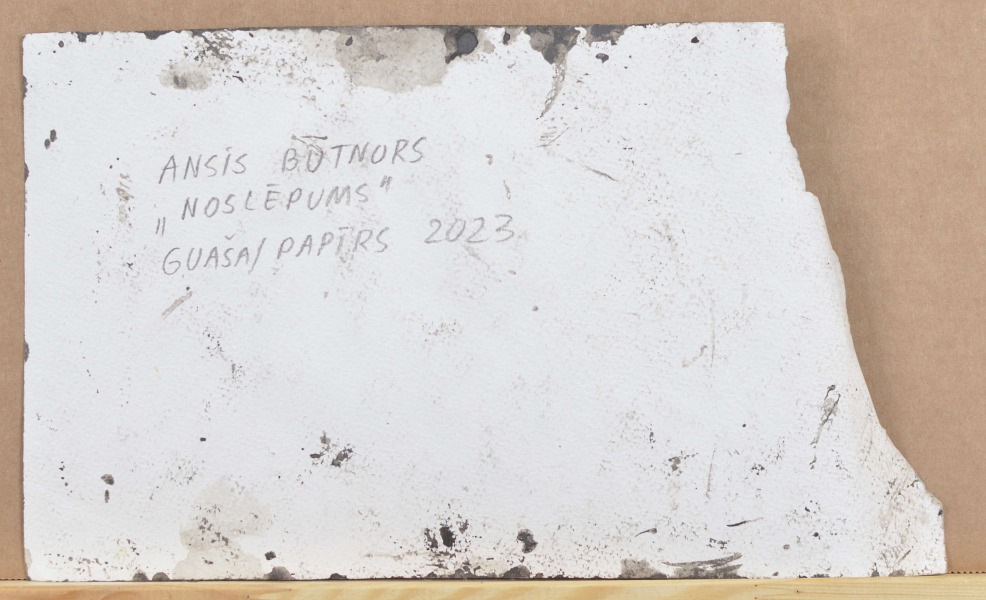 ANSIS BŪTNORS
„NOSLĒPUMS"
GUAŠA/PAPĪRS 2023